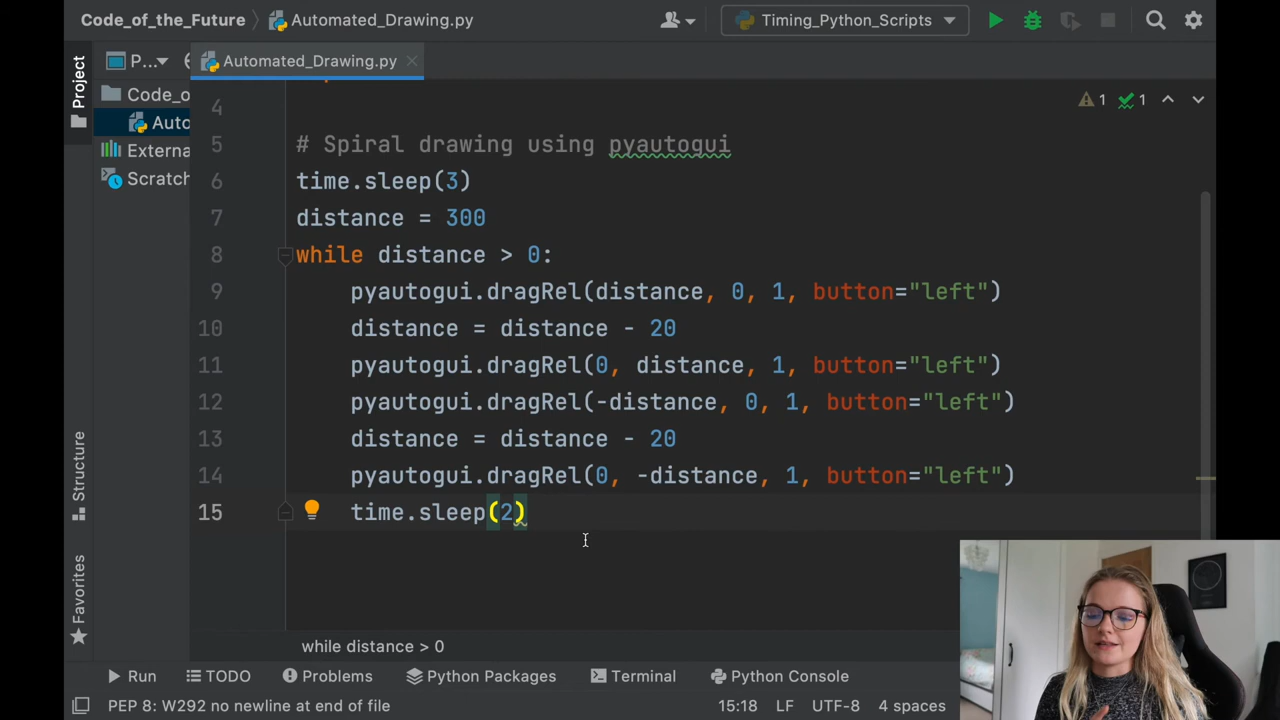 Code_of_the_Future Automated_Drawing.py Timing_Python_Scripts
Project
P... Automated_Drawing.py
Code_o
Auto
Externa
Scratch
1 1
4
5 # Spiral drawing using pyautogui
6 time.sleep(3)
7 distance = 300
8 while distance > 0:
9 pyautogui.dragRel(distance, 0, 1, button="left")
10 distance = distance - 20
11 pyautogui.dragRel(0, distance, 1, button="left")
12 pyautogui.dragRel(-distance, 0, 1, button="left")
13 distance = distance - 20
14 pyautogui.dragRel(0, -distance, 1, button="left")
15 time.sleep(2)
Structure
Favorites
while distance > 0
Run TODO Problems Python Packages Terminal Python Console
PEP 8: W292 no newline at end of file 15:18 LF UTF-8 4 spaces